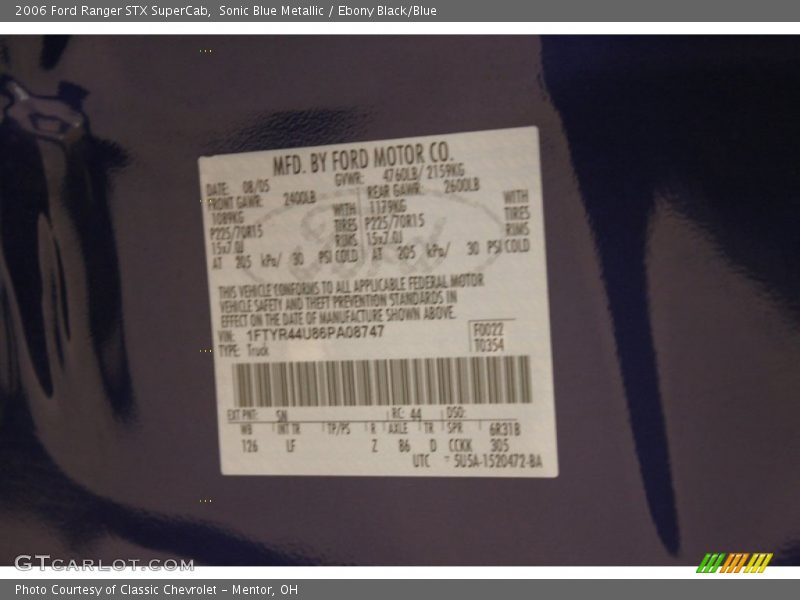 2006 Ford Ranger STX SuperCab, Sonic Blue Metallic / Ebony Black/Blue
MFD. BY FORD MOTOR CO.
DATE: 08/05 GVWR: 4760LB/ 2159KG
FRONT GAWR: 2400LB REAR GAWR: 2600LB
1089KG WITH 1179KG WITH
P225/70R15 TIRES P225/70R15 TIRES
15x7.0J RIMS 15x7.0J RIMS
AT 205 kPa/ 30 PSI COLD AT 205 kPa/ 30 PSI COLD
THIS VEHICLE CONFORMS TO ALL APPLICABLE FEDERAL MOTOR
VEHICLE SAFETY AND THEFT PREVENTION STANDARDS IN
EFFECT ON THE DATE OF MANUFACTURE SHOWN ABOVE.
VIN: 1FTYR44U86PA08747 F0022
TYPE: Truck T0354
EXT PNT: SN RC: 44 DSO:
WB INT TR TP/PS R AXLE TR SPR 6R31B
126 LF Z 86 D CCKK 305
UTC 5U5A-1520472-BA
GTCARLOT.COM
Photo Courtesy of Classic Chevrolet - Mentor, OH